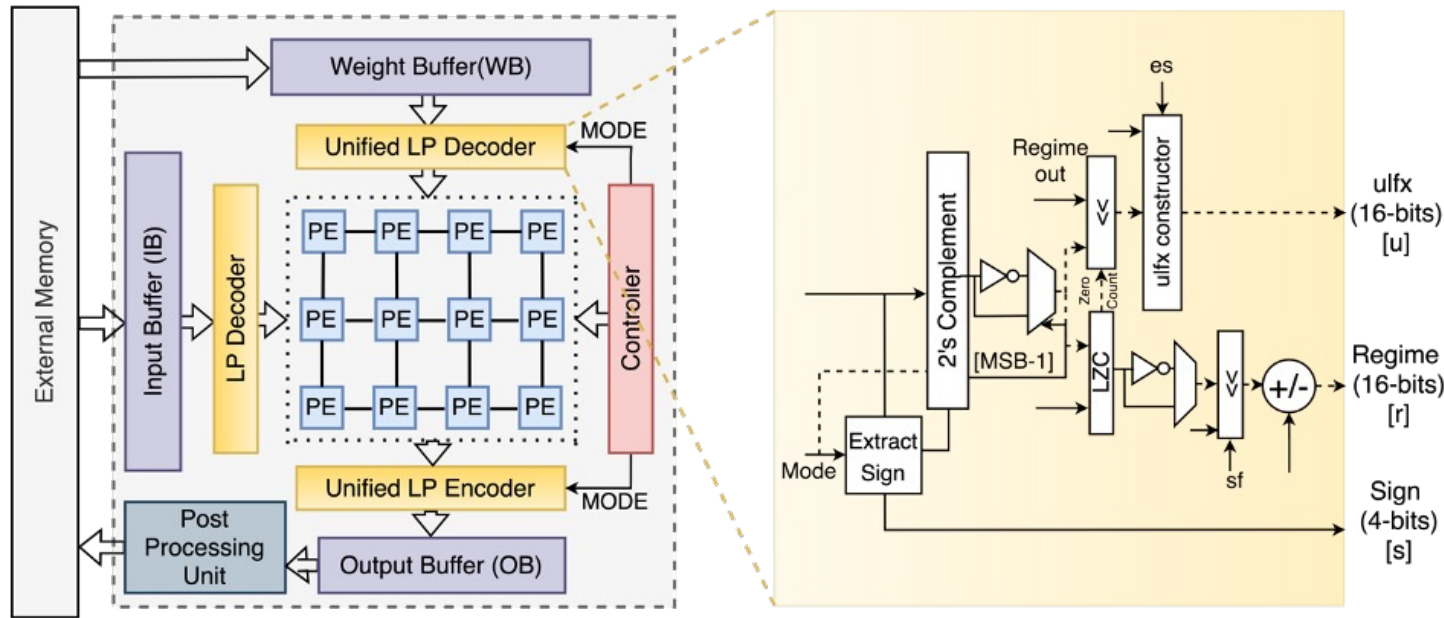 External Memory
Weight Buffer(WB)
Unified LP Decoder
MODE
Input Buffer (IB)
LP Decoder
PE PE PE PE
PE PE PE PE
PE PE PE PE
Controller
Unified LP Encoder
MODE
Post
Processing
Unit
Output Buffer (OB)
es
Regime
out
<<
ulfx constructor
ulfx
(16-bits)
[u]
2's Complement
Zero
Count
[MSB-1]
LZC
<<
+/-
Regime
(16-bits)
[r]
Mode
Extract
Sign
sf
Sign
(4-bits)
[s]